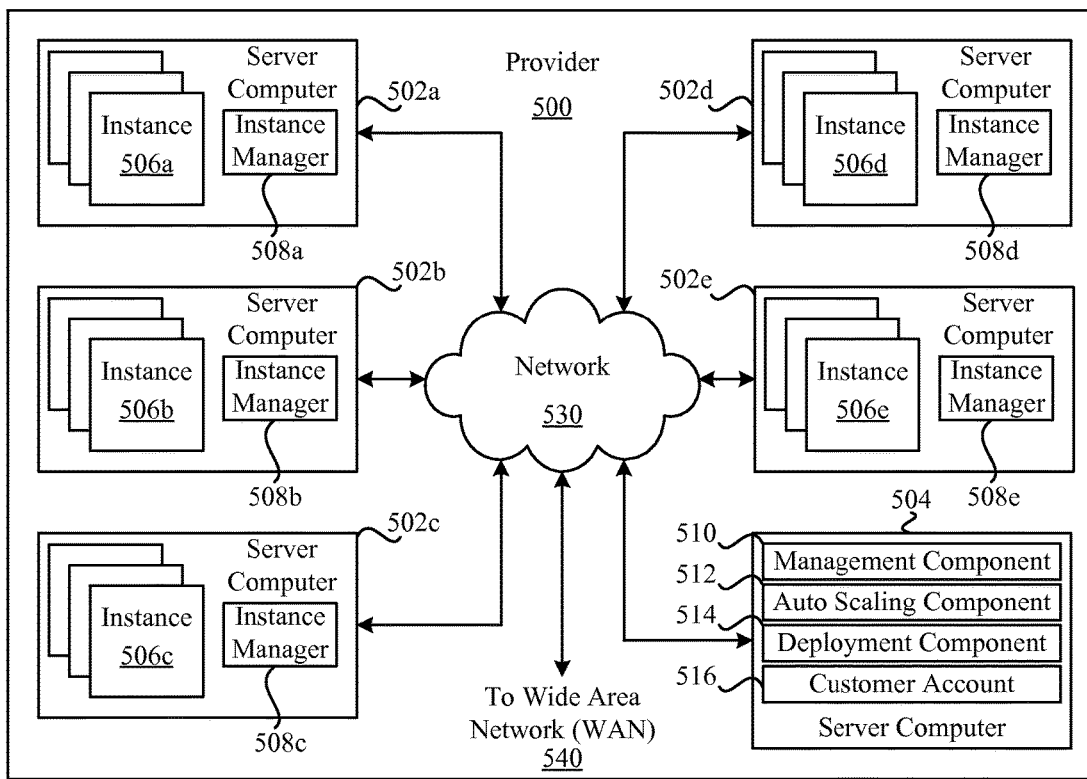 Provider
500
Server
Computer
502a
Instance
506a
Instance
Manager
508a
Server
Computer
502b
Instance
506b
Instance
Manager
508b
Server
Computer
502c
Instance
506c
Instance
Manager
508c
Network
530
To Wide Area
Network (WAN)
540
502d
Server
Computer
Instance
506d
Instance
Manager
508d
502e
Server
Computer
Instance
506e
Instance
Manager
508e
504
510
Management Component
512
Auto Scaling Component
514
Deployment Component
516
Customer Account
Server Computer